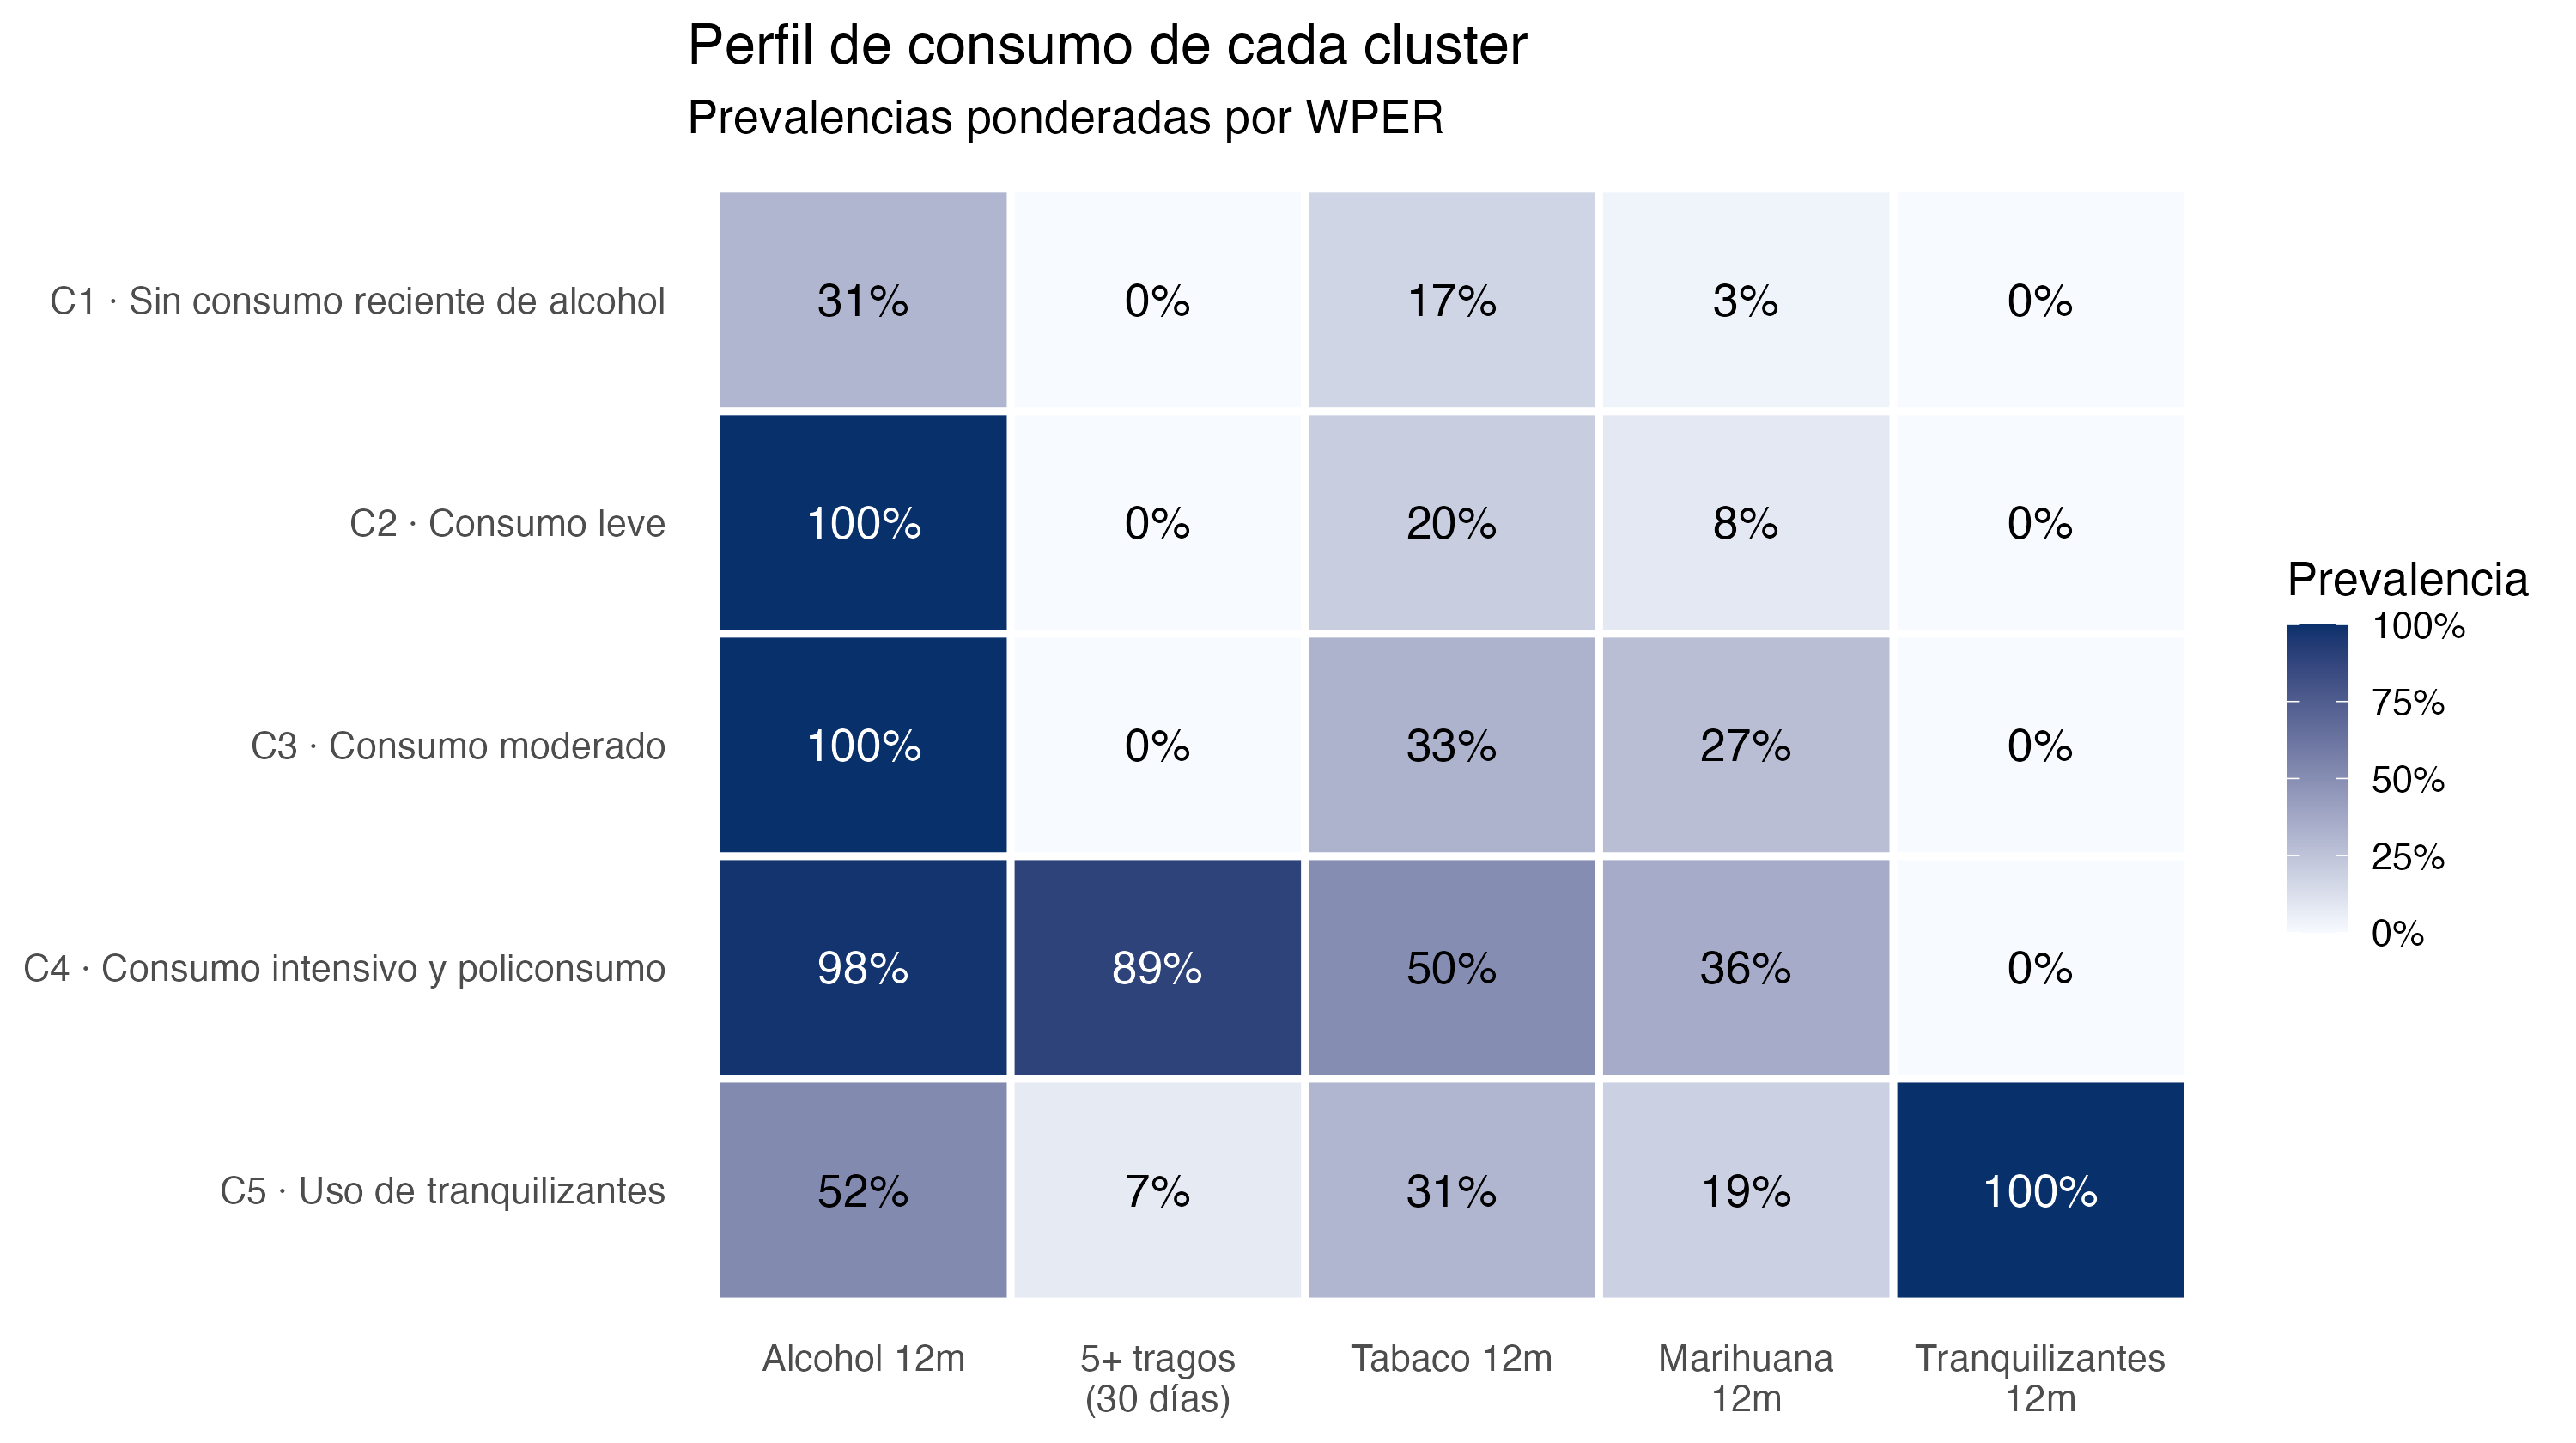 Perfil de consumo de cada cluster
Prevalencias ponderadas por WPER
C1 · Sin consumo reciente de alcohol
31%
0%
17%
3%
0%
C2 · Consumo leve
100%
0%
20%
8%
0%
C3 · Consumo moderado
100%
0%
33%
27%
0%
C4 · Consumo intensivo y policonsumo
98%
89%
50%
36%
0%
C5 · Uso de tranquilizantes
52%
7%
31%
19%
100%
Alcohol 12m
5+ tragos
(30 días)
Tabaco 12m
Marihuana
12m
Tranquilizantes
12m
Prevalencia
100%
75%
50%
25%
0%